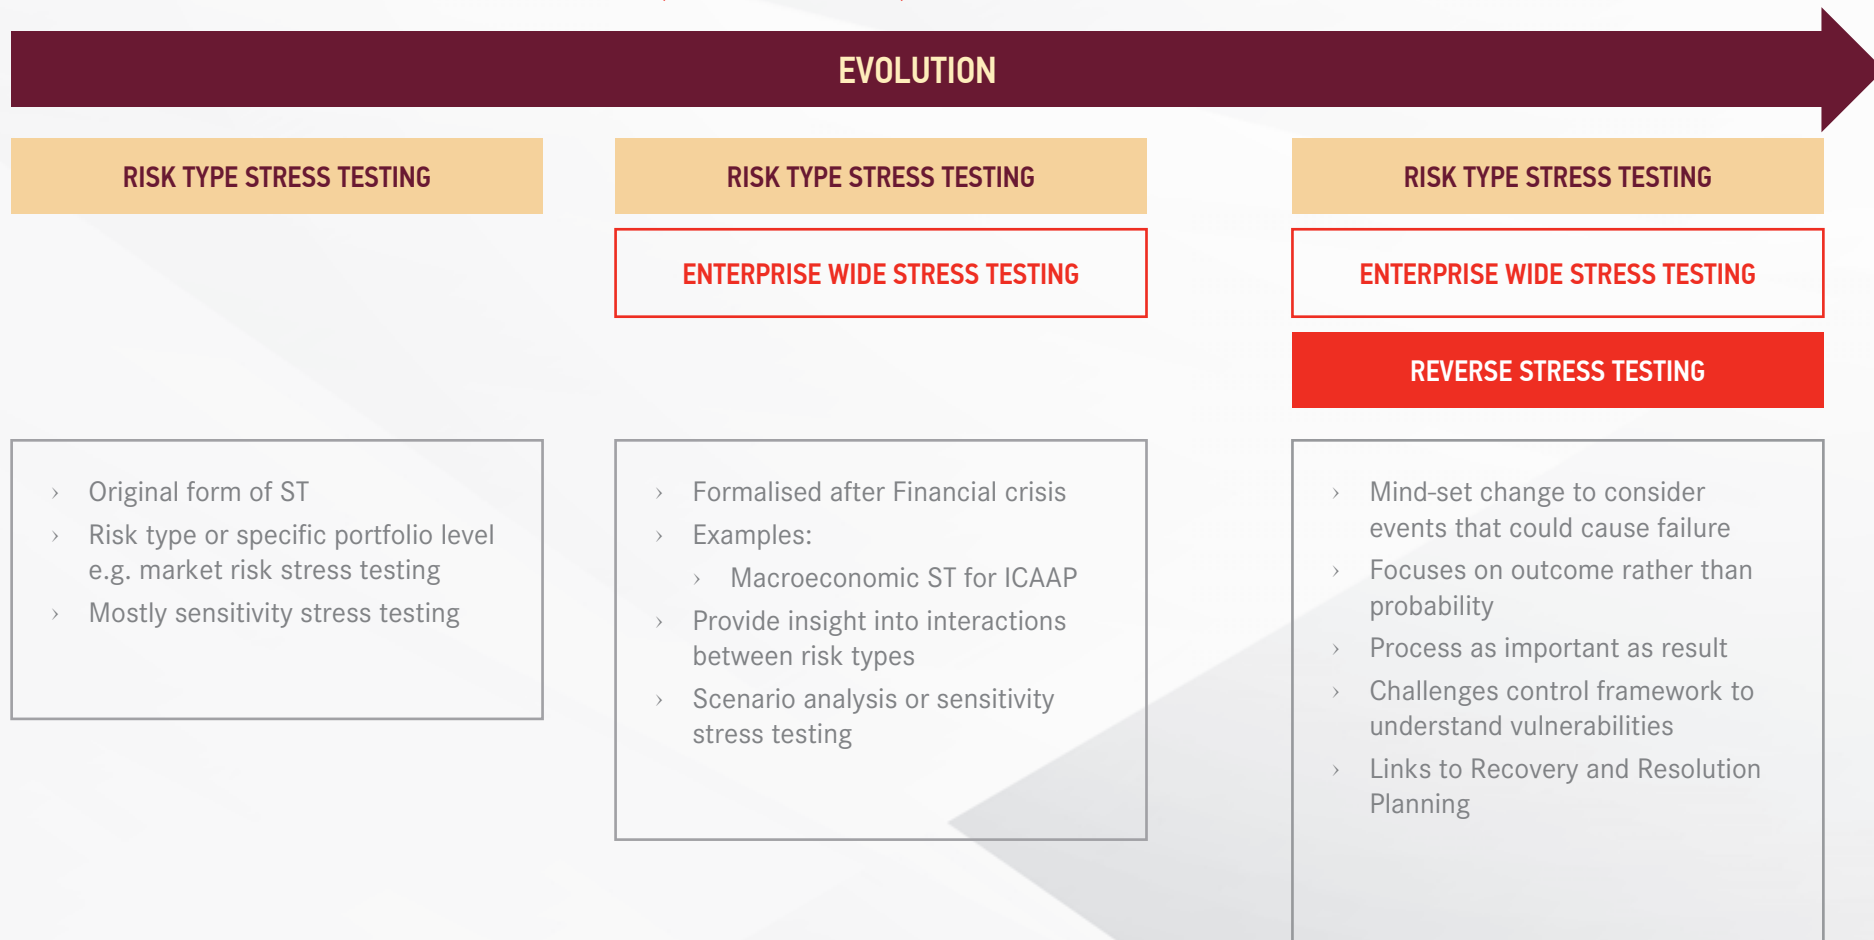 EVOLUTION
RISK TYPE STRESS TESTING
RISK TYPE STRESS TESTING
RISK TYPE STRESS TESTING
ENTERPRISE WIDE STRESS TESTING
ENTERPRISE WIDE STRESS TESTING
REVERSE STRESS TESTING
› Original form of ST
› Risk type or specific portfolio level
e.g. market risk stress testing
› Mostly sensitivity stress testing
› Formalised after Financial crisis
› Examples:
› Macroeconomic ST for ICAAP
› Provide insight into interactions
between risk types
› Scenario analysis or sensitivity
stress testing
› Mind-set change to consider
events that could cause failure
› Focuses on outcome rather than
probability
› Process as important as result
› Challenges control framework to
understand vulnerabilities
› Links to Recovery and Resolution
Planning